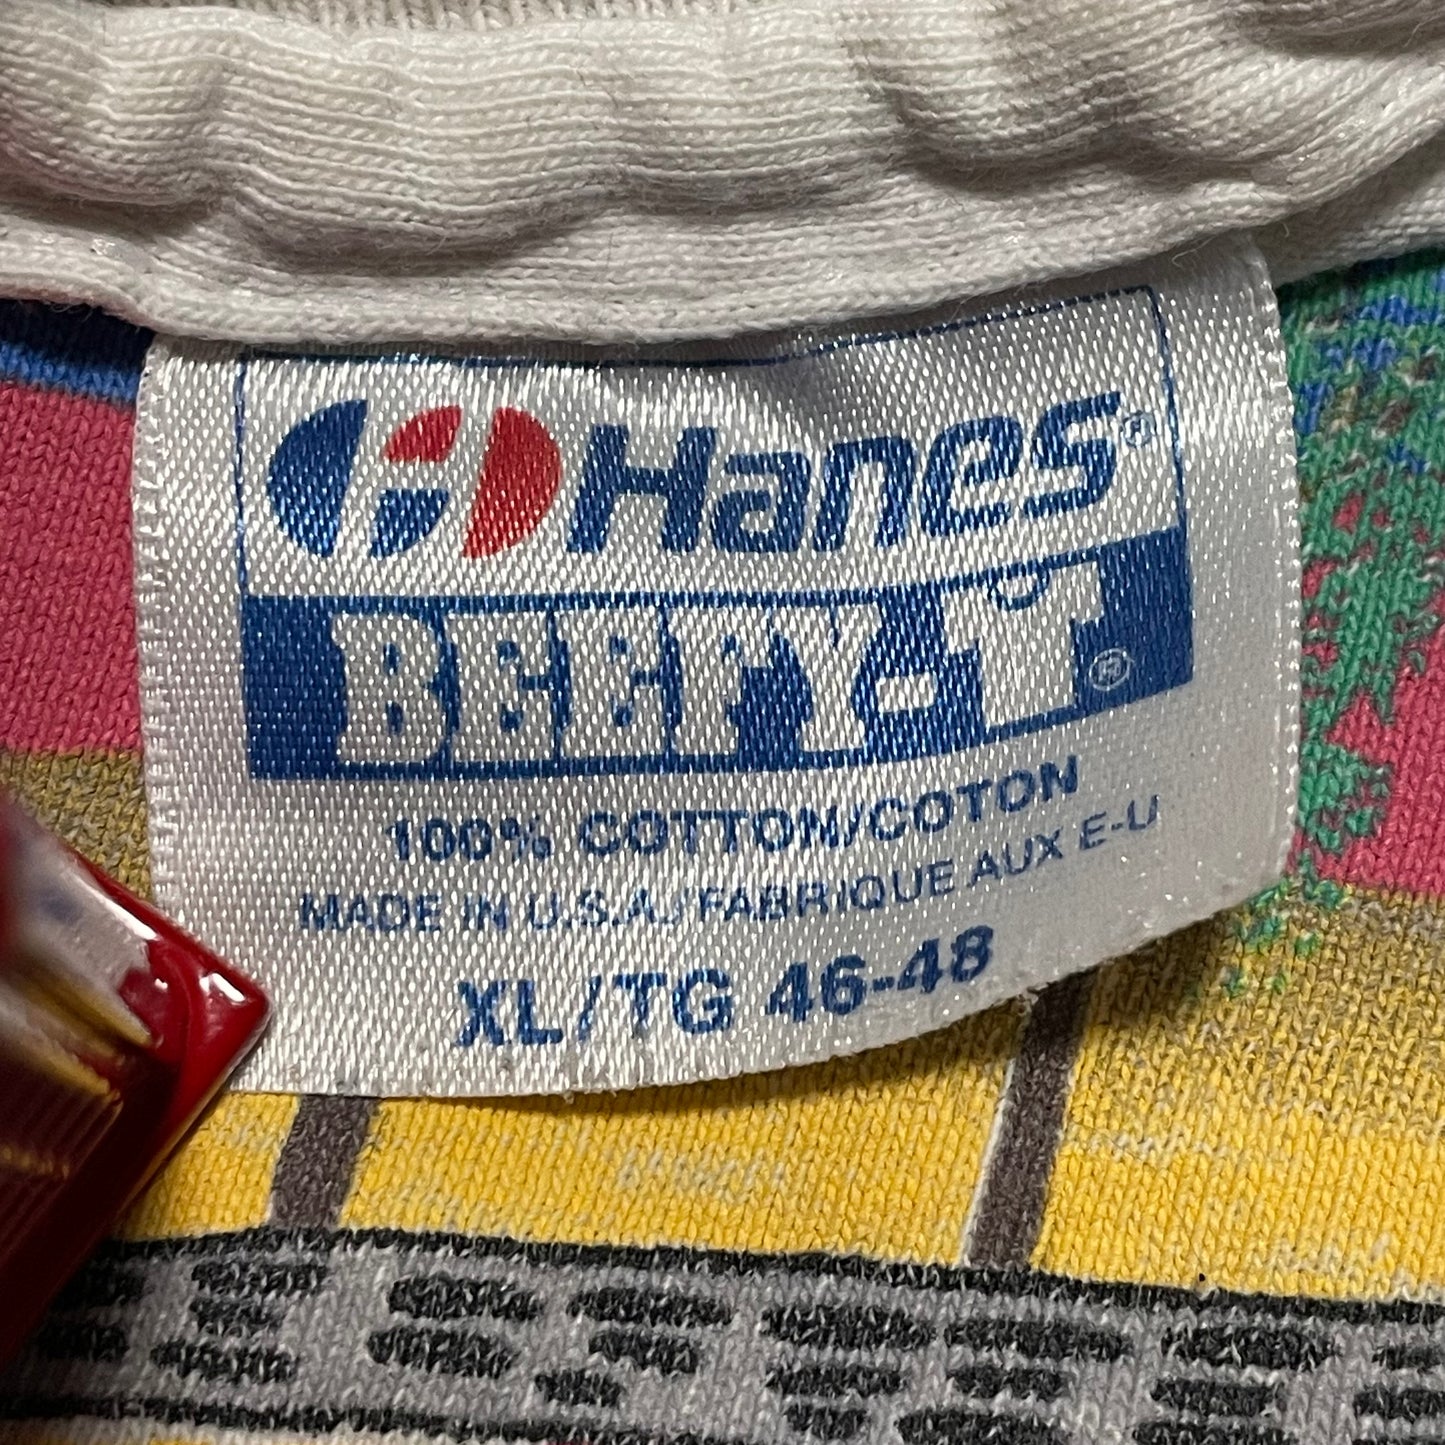 Hanes®
BEEFY-T®
100% COTTON/COTON
MADE IN U.S.A./FABRIQUE AUX E-U
XL/TG 46-48